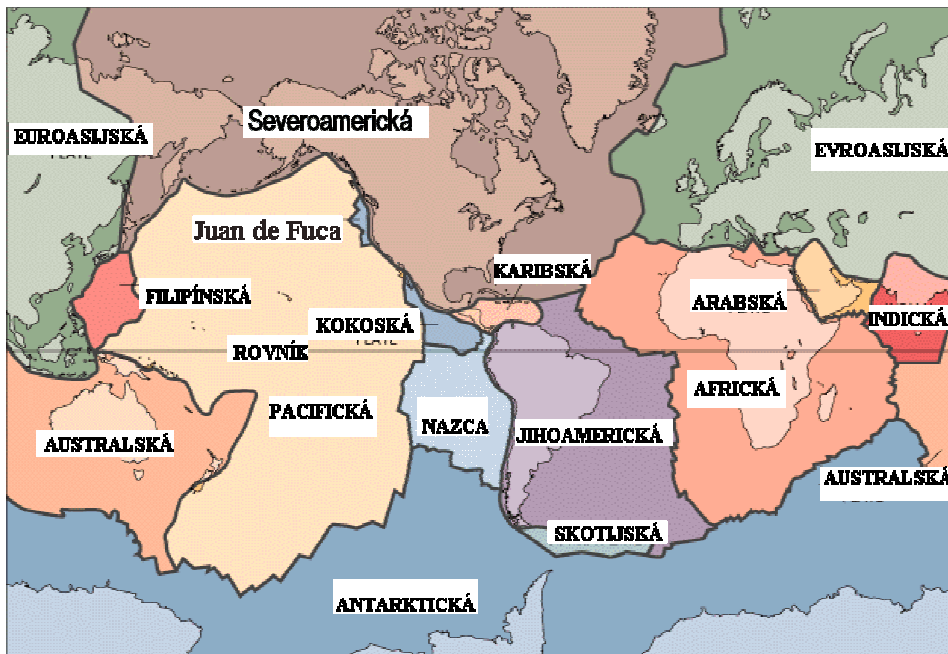 Severoamerická
EUROASIJSKÁ
EVROASIJSKÁ
Juan de Fuca
KARIBSKÁ
FILIPÍNSKÁ
ARABSKÁ
KOKOSKÁ
INDICKÁ
ROVNÍK
AFRICKÁ
PACIFICKÁ
NAZCA
JIHOAMERICKÁ
AUSTRALSKÁ
AUSTRALSKÁ
SKOTIJSKÁ
ANTARKTICKÁ